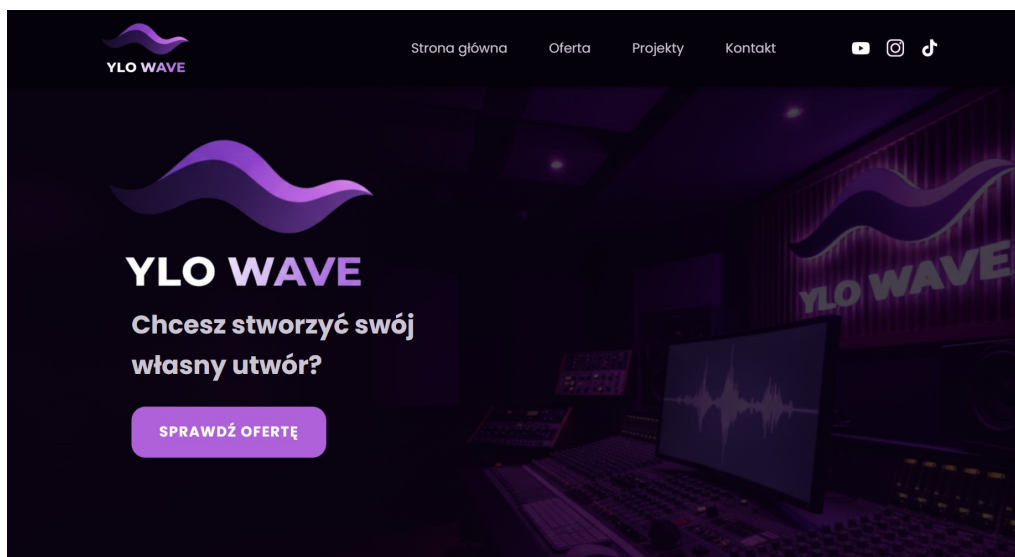 YLO WAVE
Strona główna
Oferta
Projekty
Kontakt
YLO WAVE
YLO WAVE
Chcesz stworzyć swój
własny utwór?
SPRAWDŹ OFERTĘ